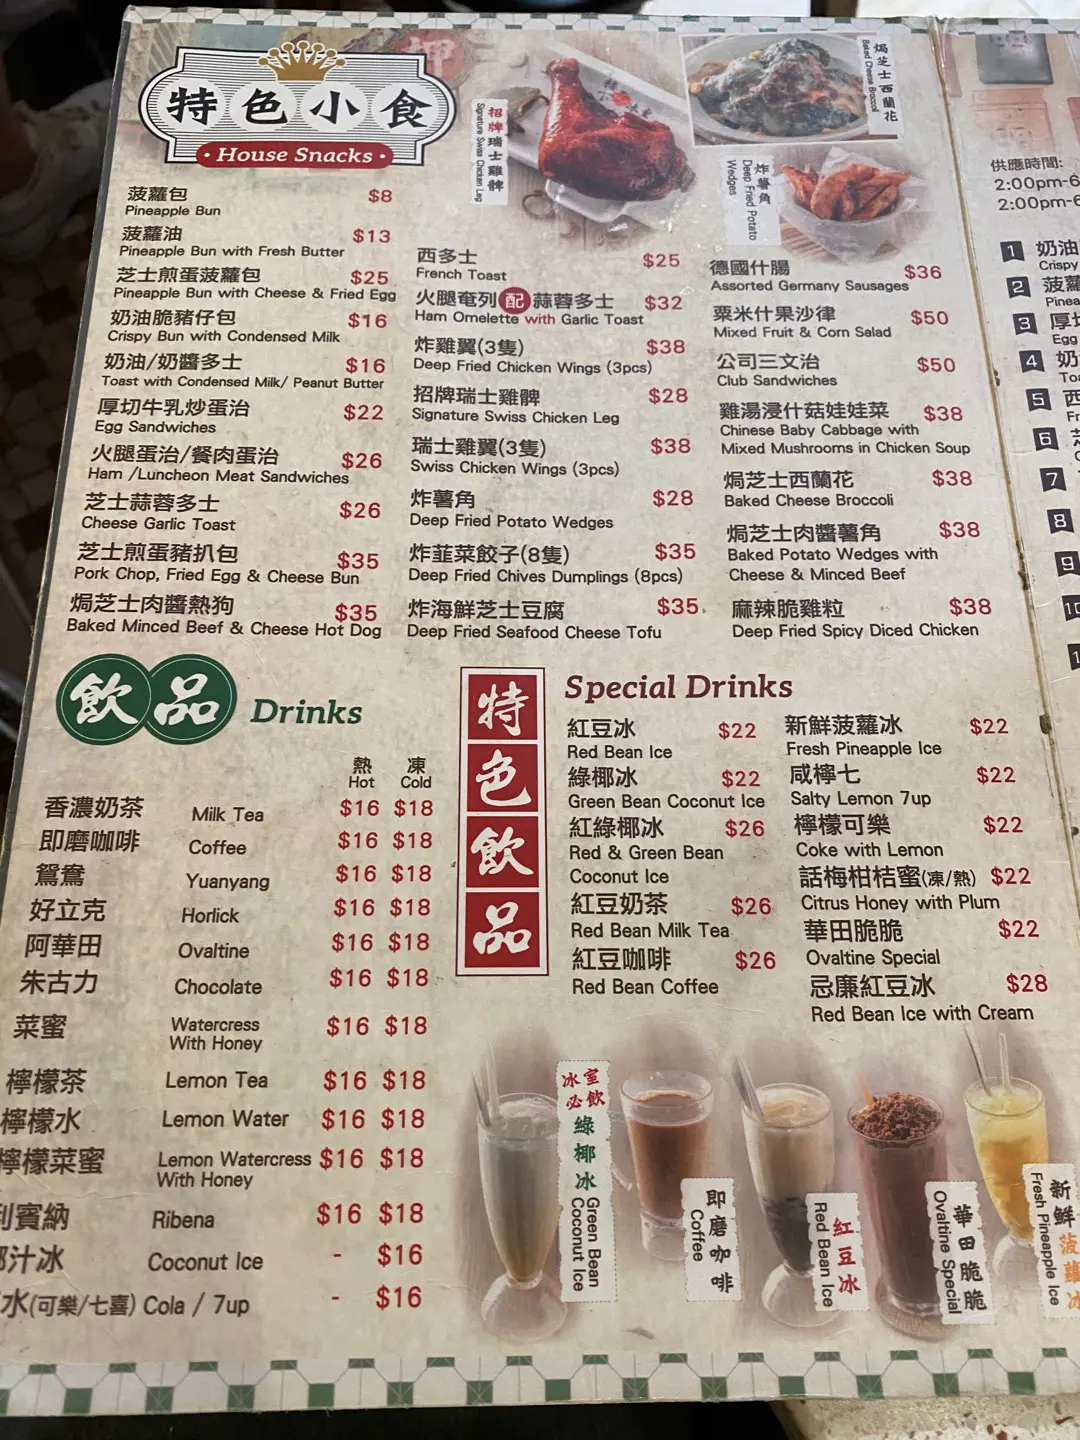 特色小食
House Snacks
菠蘿包 $8
Pineapple Bun
菠蘿油 $13
Pineapple Bun with Fresh Butter
芝士煎蛋菠蘿包 $25
Pineapple Bun with Cheese & Fried Egg
奶油脆豬仔包 $16
Crispy Bun with Condensed Milk
奶油/奶醬多士 $16
Toast with Condensed Milk/ Peanut Butter
厚切牛乳炒蛋治 $22
Egg Sandwiches
火腿蛋治/餐肉蛋治 $26
Ham /Luncheon Meat Sandwiches
芝士蒜蓉多士 $26
Cheese Garlic Toast
芝士煎蛋豬扒包 $35
Pork Chop, Fried Egg & Cheese Bun
焗芝士肉醬熱狗 $35
Baked Minced Beef & Cheese Hot Dog
招牌瑞士雞髀
Signature Swiss Chicken Leg
焗芝士西蘭花
Baked Cheese Broccoli
炸薯角
Deep Fried Potato
Wedges
西多士 $25
French Toast
火腿奄列配蒜蓉多士 $32
Ham Omelette with Garlic Toast
炸雞翼(3隻) $38
Deep Fried Chicken Wings (3pcs)
招牌瑞士雞髀 $28
Signature Swiss Chicken Leg
瑞士雞翼(3隻) $38
Swiss Chicken Wings (3pcs)
炸薯角 $28
Deep Fried Potato Wedges
炸韮菜餃子(8隻) $35
Deep Fried Chives Dumplings (8pcs)
炸海鮮芝士豆腐 $35
Deep Fried Seafood Cheese Tofu
德國什腸 $36
Assorted Germany Sausages
粟米什果沙律 $50
Mixed Fruit & Corn Salad
公司三文治 $50
Club Sandwiches
雞湯浸什菇娃娃菜 $38
Chinese Baby Cabbage with
Mixed Mushrooms in Chicken Soup
焗芝士西蘭花 $38
Baked Cheese Broccoli
焗芝士肉醬薯角 $38
Baked Potato Wedges with
Cheese & Minced Beef
麻辣脆雞粒 $38
Deep Fried Spicy Diced Chicken
飲品 Drinks
熱 凍
Hot Cold
香濃奶茶 Milk Tea $16 $18
即磨咖啡 Coffee $16 $18
鴛鴦 Yuanyang $16 $18
好立克 Horlick $16 $18
阿華田 Ovaltine $16 $18
朱古力 Chocolate $16 $18
菜蜜 Watercress
With Honey $16 $18
檸檬茶 Lemon Tea $16 $18
檸檬水 Lemon Water $16 $18
檸檬菜蜜 Lemon Watercress
With Honey $16 $18
利賓納 Ribena $16 $18
椰汁冰 Coconut Ice - $16
水(可樂/七喜) Cola / 7up - $16
特色飲品
Special Drinks
紅豆冰 $22
Red Bean Ice
綠椰冰 $22
Green Bean Coconut Ice
紅綠椰冰 $26
Red & Green Bean
Coconut Ice
紅豆奶茶 $26
Red Bean Milk Tea
紅豆咖啡 $26
Red Bean Coffee
新鮮菠蘿冰 $22
Fresh Pineapple Ice
咸檸七 $22
Salty Lemon 7up
檸檬可樂 $22
Coke with Lemon
話梅柑桔蜜(凍/熱) $22
Citrus Honey with Plum
華田脆脆 $22
Ovaltine Special
忌廉紅豆冰 $28
Red Bean Ice with Cream
冰室
必飲
綠椰冰
Green Bean
Coconut Ice
即磨咖啡
Coffee
紅豆冰
Red Bean Ice
華田脆脆
Ovaltine Special
新鮮菠蘿冰
Fresh Pineapple Ice
供應時間:
2:00pm-6
2:00pm-6
1 奶油
Crispy
2 菠蘿
Pinea
3 厚切
Egg
4 奶
Toa
5 西
Fr
6
7
8
9
10